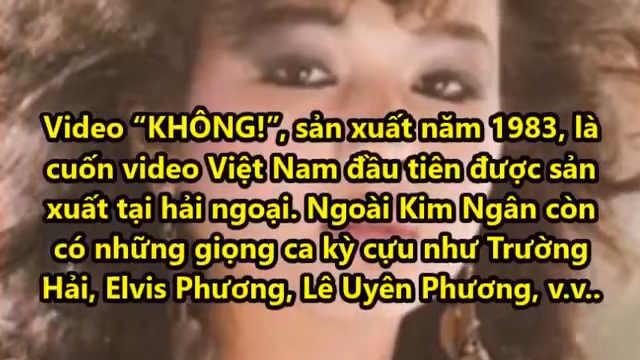 Video “KHÔNG!”, sản xuất năm 1983, là
cuốn video Việt Nam đầu tiên được sản
xuất tại hải ngoại. Ngoài Kim Ngân còn
có những giọng ca kỳ cựu như Trường
Hải, Elvis Phương, Lê Uyên Phương, v.v..